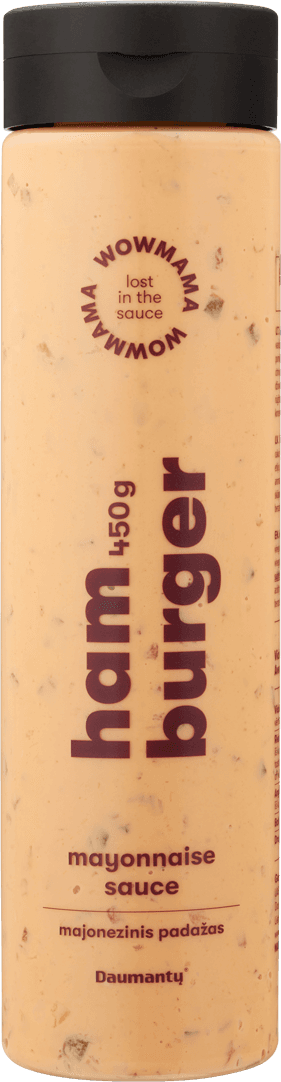 WOWMAMA
WOWMAMA
lost
in the
sauce
ham
450g
burger
mayonnaise
sauce
majonezinis padažas
Daumantų